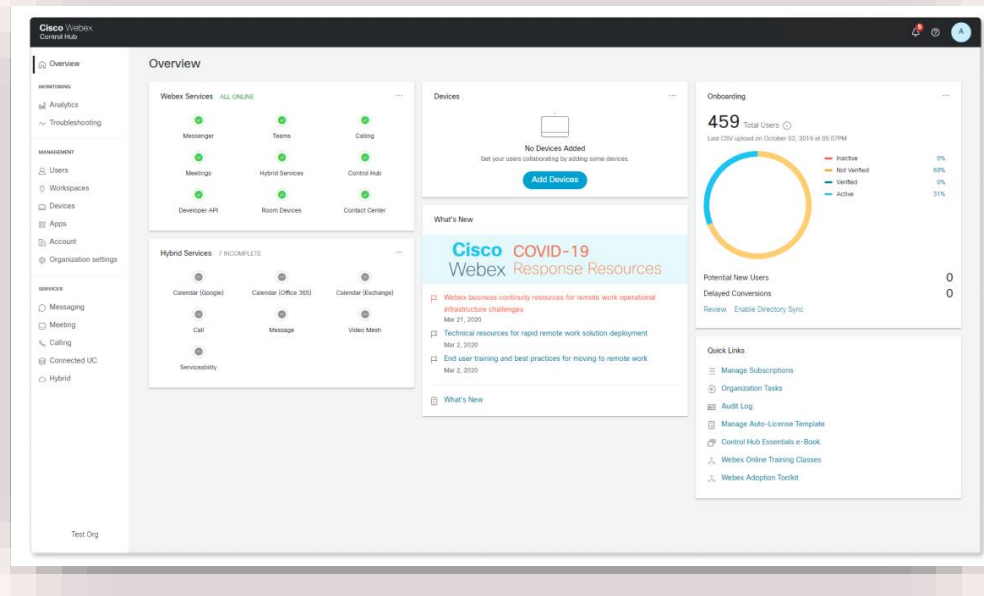 Cisco Webex
Control Hub
5
A
Overview
MONITORING
Analytics
Troubleshooting
MANAGEMENT
Users
Workspaces
Devices
Apps
Account
Organization settings
SERVICES
Messaging
Meeting
Calling
Connected UC
Hybrid
Test Org
Overview
Webex Services ALL ONLINE
Messenger Teams Calling
Meetings Hybrid Services Control Hub
Developer API Room Devices Contact Center
Hybrid Services 7 INCOMPLETE
Calendar (Google) Calendar (Office 365) Calendar (Exchange)
Call Message Video Mesh
Serviceability
Devices
No Devices Added
Get your users collaborating by adding some devices.
Add Devices
What's New
Cisco COVID-19
Webex Response Resources
Webex business continuity resources for remote work operational
infrastructure challenges
Mar 21, 2020
Technical resources for rapid remote work solution deployment
Mar 2, 2020
End user training and best practices for moving to remote work
Mar 2, 2020
What's New
Onboarding
459 Total Users
Last CSV upload on October 03, 2019 at 05:07PM
Inactive 0%
Not Verified 69%
Verified 0%
Active 31%
Potential New Users 0
Delayed Conversions 0
Review Enable Directory Sync
Quick Links
Manage Subscriptions
Organization Tasks
Audit Log
Manage Auto-License Template
Control Hub Essentials e-Book
Webex Online Training Classes
Webex Adoption Toolkit